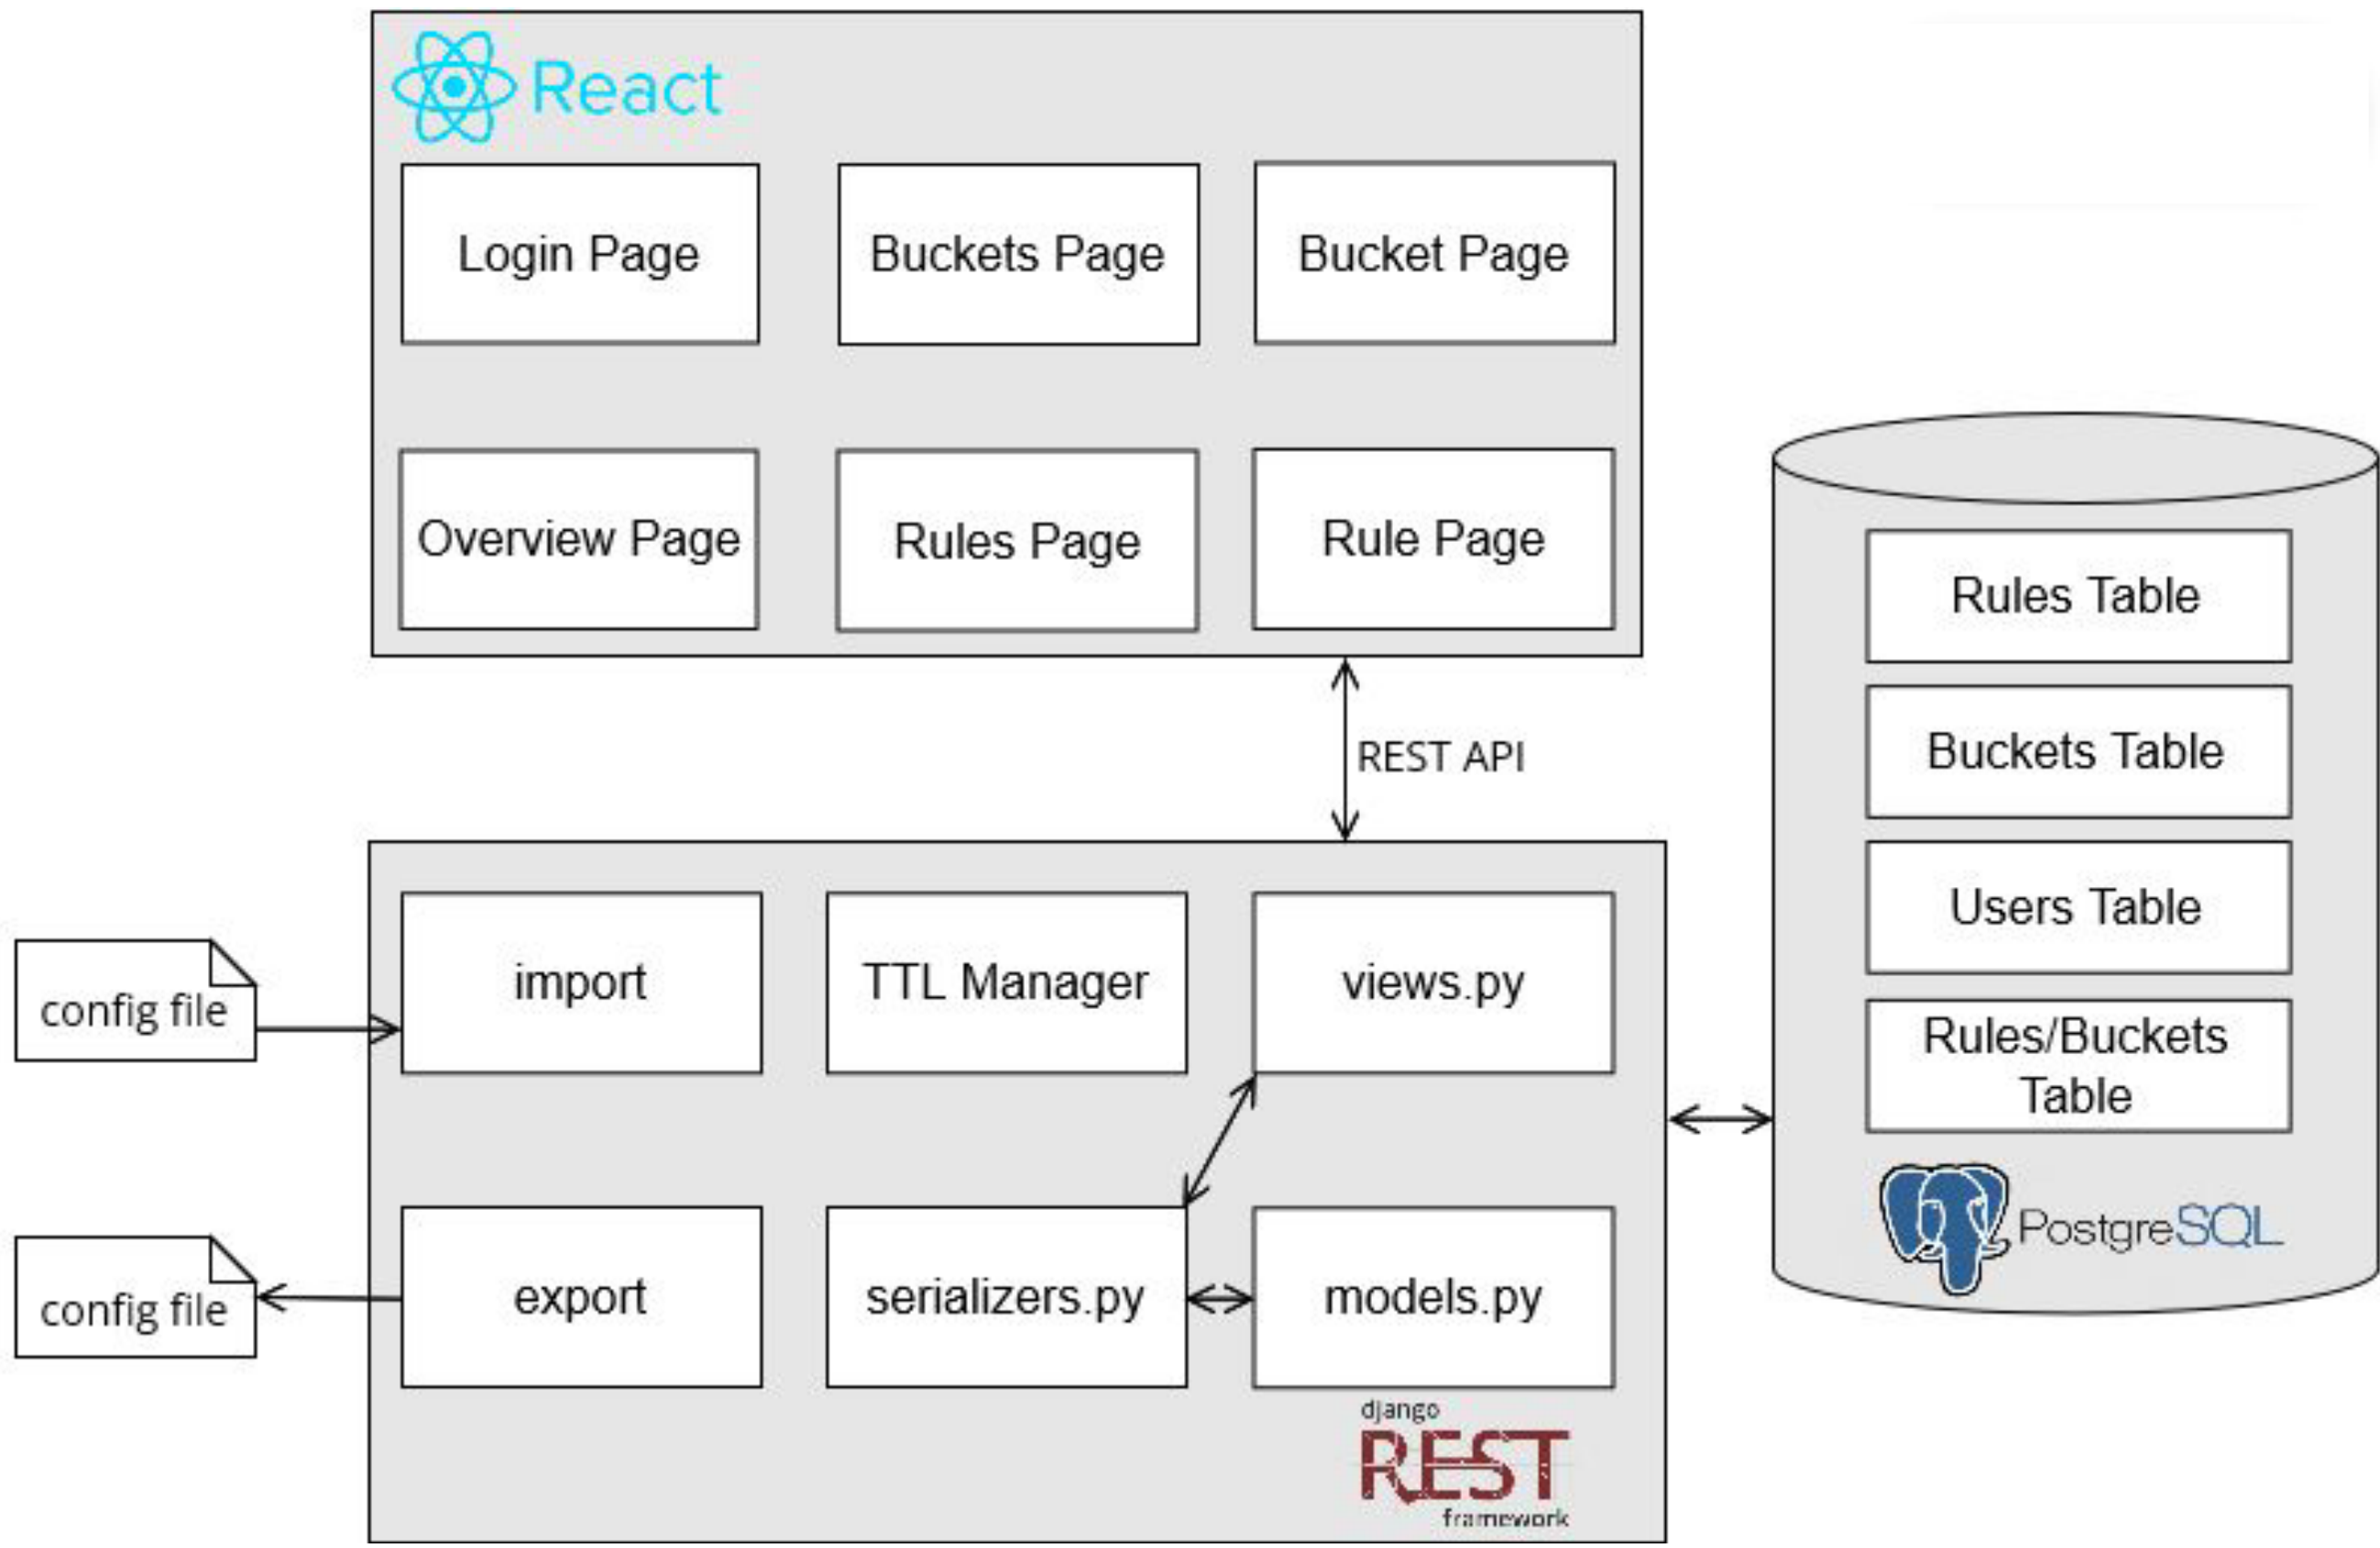 React
Login Page
Buckets Page
Bucket Page
Overview Page
Rules Page
Rule Page
REST API
Rules Table
Buckets Table
Users Table
Rules/Buckets
Table
PostgreSQL
config file
import
TTL Manager
views.py
config file
export
serializers.py
models.py
django
REST
framework